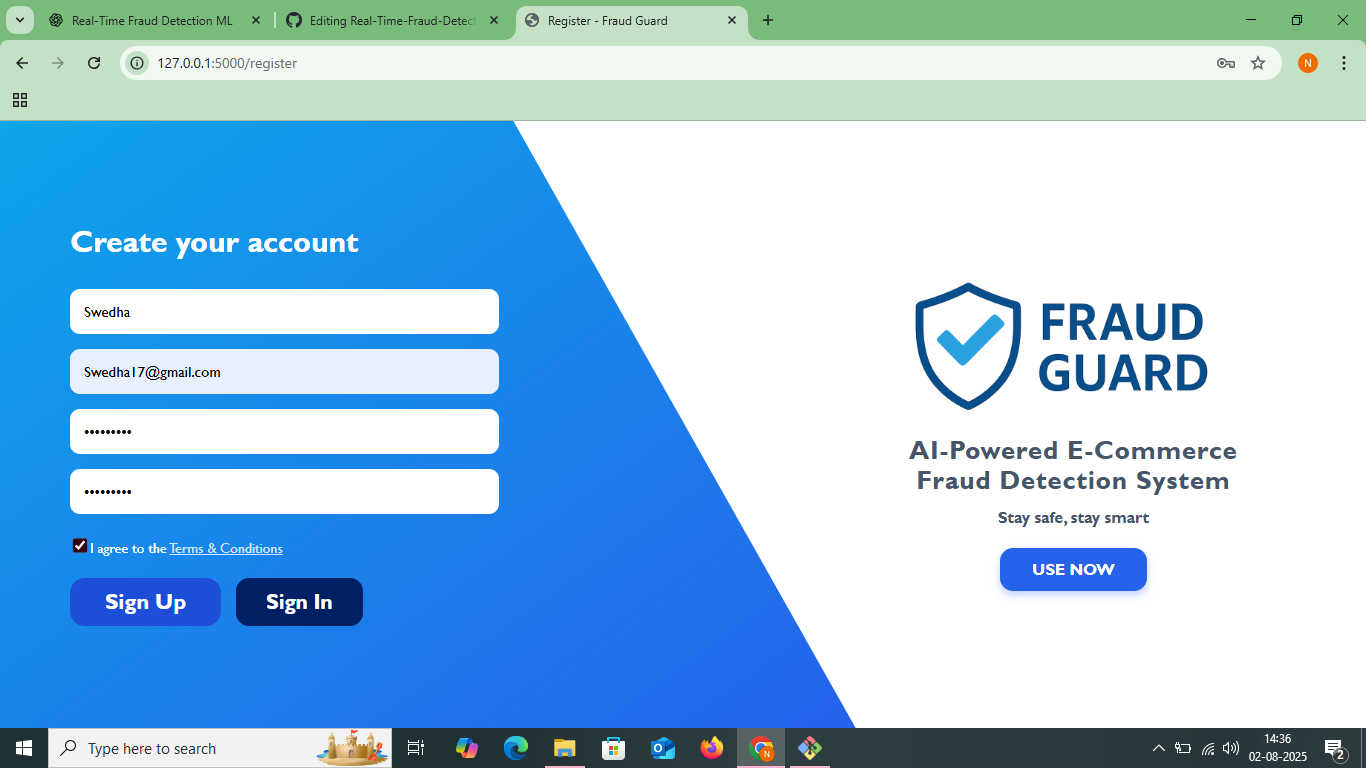 Real-Time Fraud Detection ML
Editing Real-Time-Fraud-Detect
Register - Fraud Guard
127.0.0.1:5000/register
N
Create your account
Swedha
Swedha17@gmail.com
•••••••••
•••••••••
I agree to the Terms & Conditions
Sign Up
Sign In
FRAUD
GUARD
AI-Powered E-Commerce
Fraud Detection System
Stay safe, stay smart
USE NOW
Type here to search
14:36
02-08-2025
2